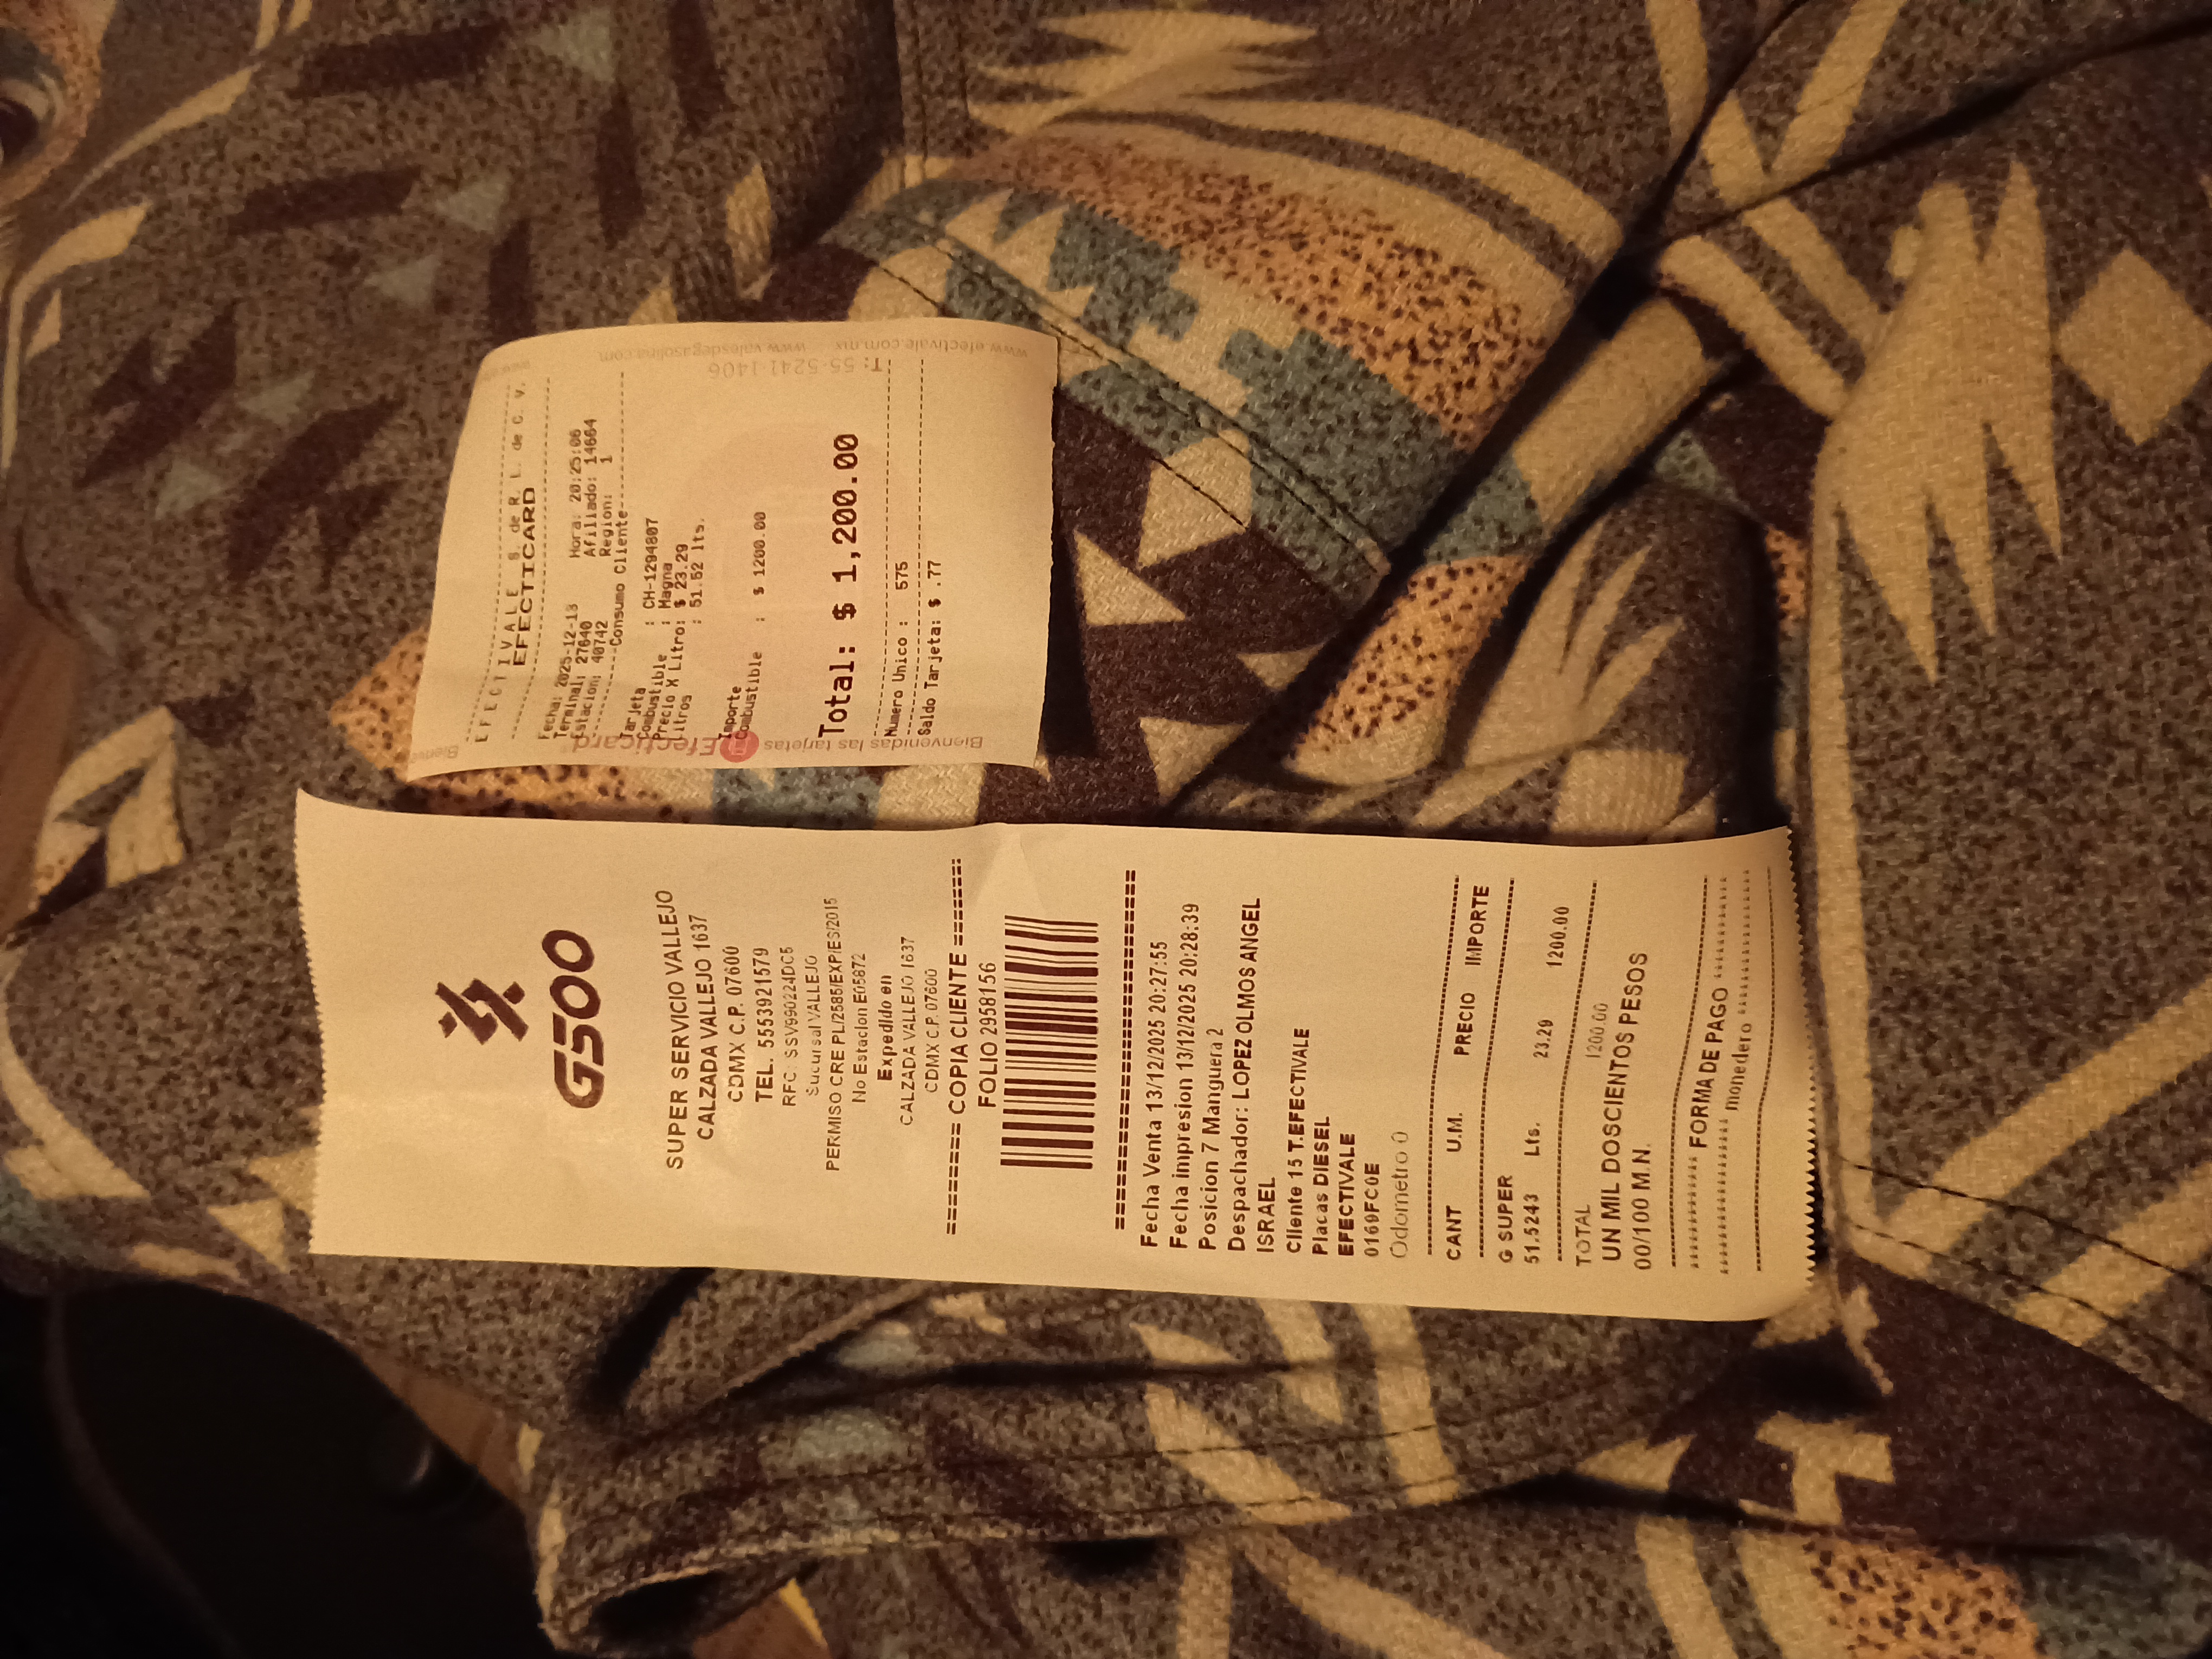 EFECTIVALE S. de R. L. de C. V.
EFECTICARD
Fecha: 2025-12-13 Hora: 20:25:06
Terminal: 27640 Afiliado: 14664
Estacion: 40742 Region: 1
Consumo Cliente
Tarjeta : CH-1294807
Combustible : Magna
Precio X Litro: $ 23.29
Litros : 51.52 lts.
Importe
Combustible : $ 1200.00
Total: $ 1,200.00
Numero Unico : 575
Saldo Tarjeta: $ .77
Bienvenidas las tarjetas Efecticard
T: 55-5241-1406
www.efectivale.com.mx www.valesdegasolina.com
G500
SUPER SERVICIO VALLEJO
CALZADA VALLEJO 1637
CDMX C.P. 07600
TEL. 5553921579
RFC: SSV990224DC5
Sucursal VALLEJO
PERMISO CRE PL/2585/EXP/ES/2015
No Estacion E05872
Expedido en
CALZADA VALLEJO 1637
CDMX C.P. 07600
======= COPIA CLIENTE =======
FOLIO 2958156
Fecha Venta 13/12/2025 20:27:55
Fecha impresion 13/12/2025 20:28:39
Posicion 7 Manguera 2
Despachador: LOPEZ OLMOS ANGEL
ISRAEL
Cliente 15 T.EFECTIVALE
Placas DIESEL
EFECTIVALE
0169FC0E
Odometro 0
CANT U.M. PRECIO IMPORTE
G SUPER
51.5243 Lts. 23.29 1200.00
TOTAL 1200.00
UN MIL DOSCIENTOS PESOS
00/100 M.N.
FORMA DE PAGO
monedero